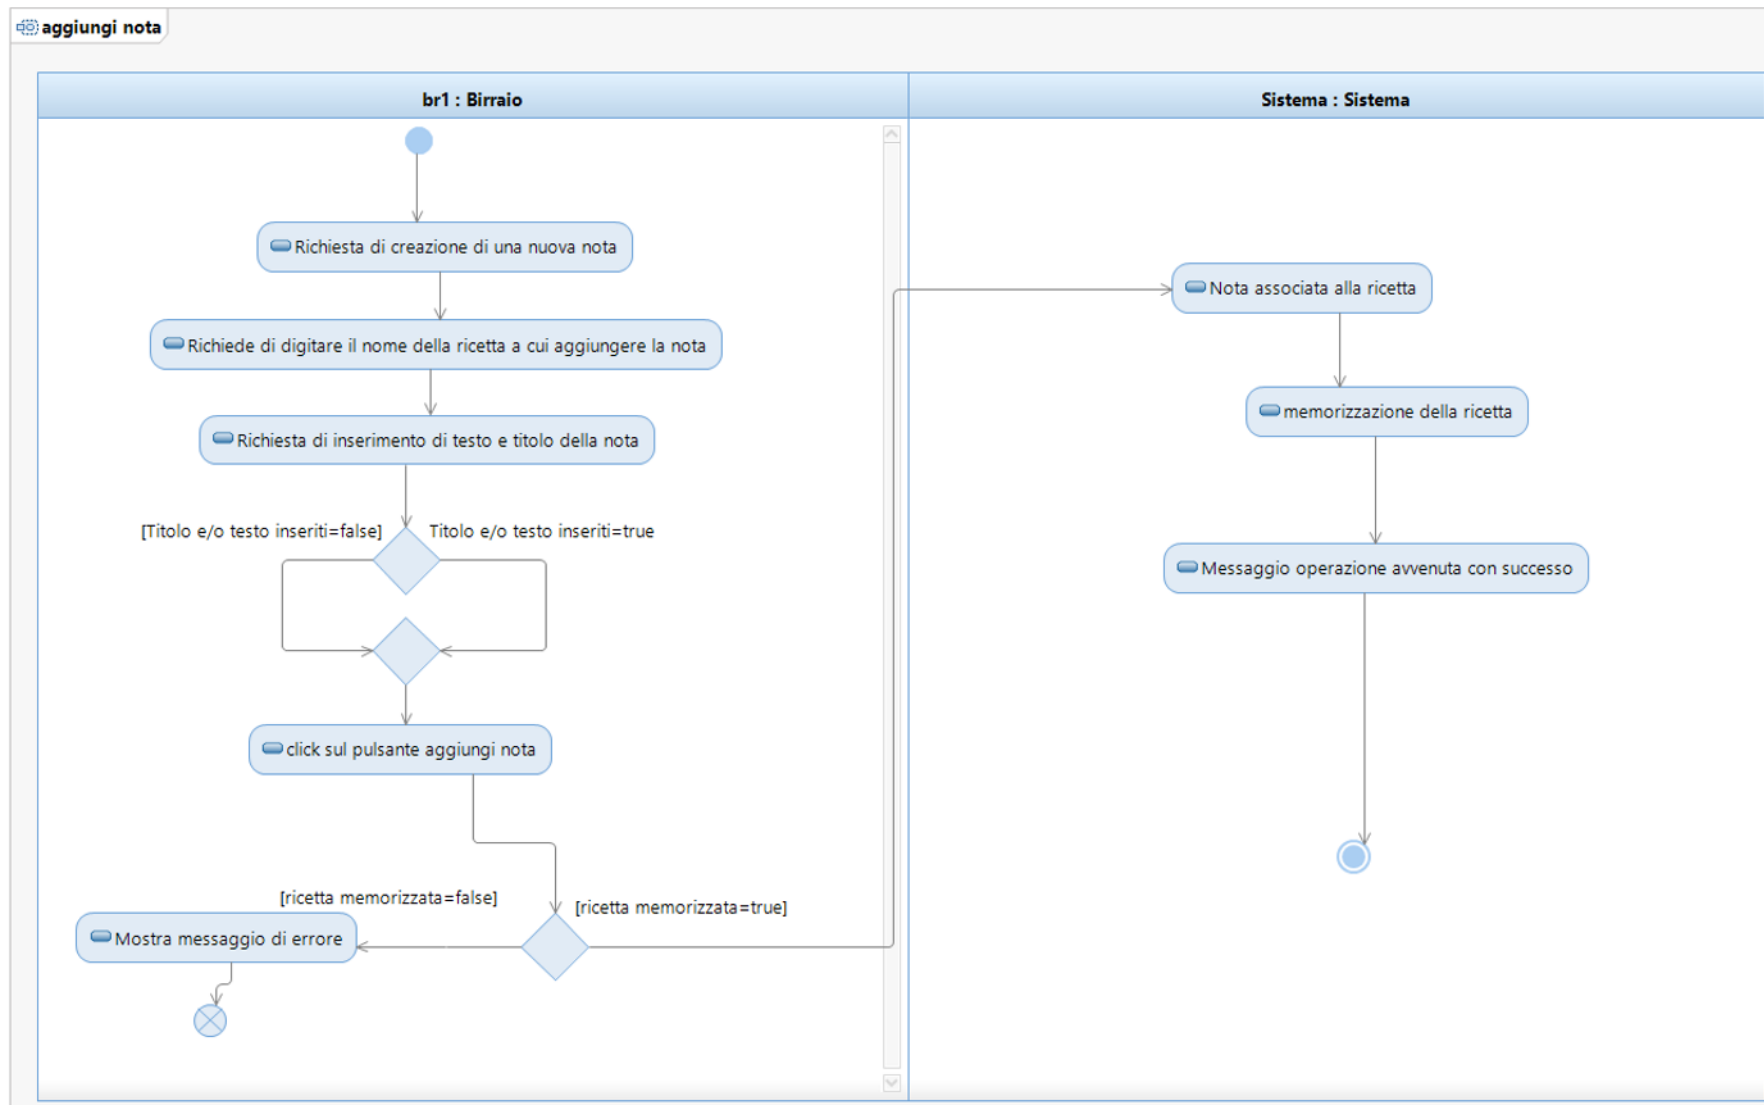 aggiungi nota
br1 : Birraio
Sistema : Sistema
Richiesta di creazione di una nuova nota
Richiede di digitare il nome della ricetta a cui aggiungere la nota
Richiesta di inserimento di testo e titolo della nota
[Titolo e/o testo inseriti=false]
Titolo e/o testo inseriti=true
click sul pulsante aggiungi nota
[ricetta memorizzata=false]
[ricetta memorizzata=true]
Mostra messaggio di errore
Nota associata alla ricetta
memorizzazione della ricetta
Messaggio operazione avvenuta con successo